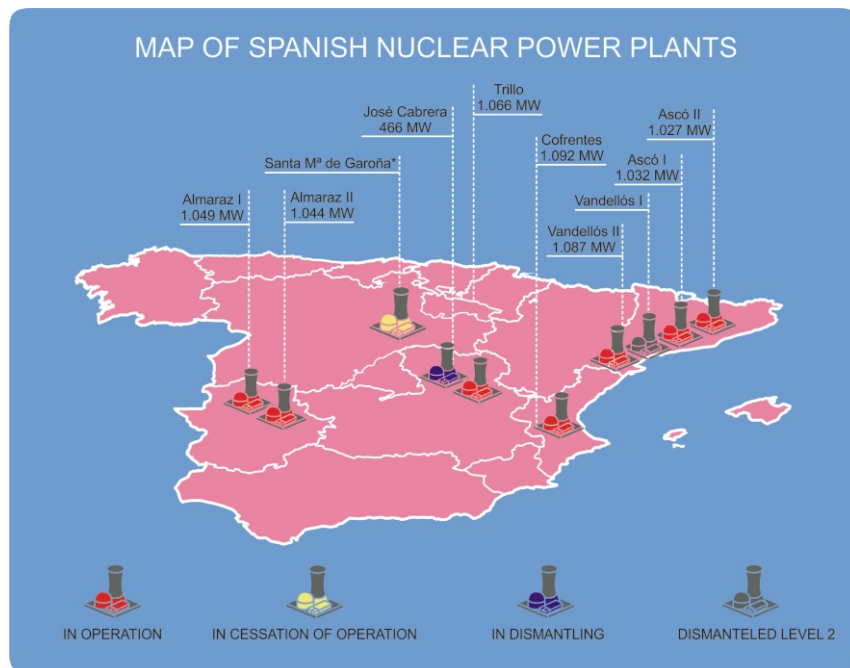 MAP OF SPANISH NUCLEAR POWER PLANTS
Trillo
1.066 MW
José Cabrera
466 MW
Ascó II
1.027 MW
Cofrentes
1.092 MW
Ascó I
1.032 MW
Santa Mª de Garoña*
Almaraz I
1.049 MW
Almaraz II
1.044 MW
Vandellós I
Vandellós II
1.087 MW
IN OPERATION
IN CESSATION OF OPERATION
IN DISMANTLING
DISMANTELED LEVEL 2